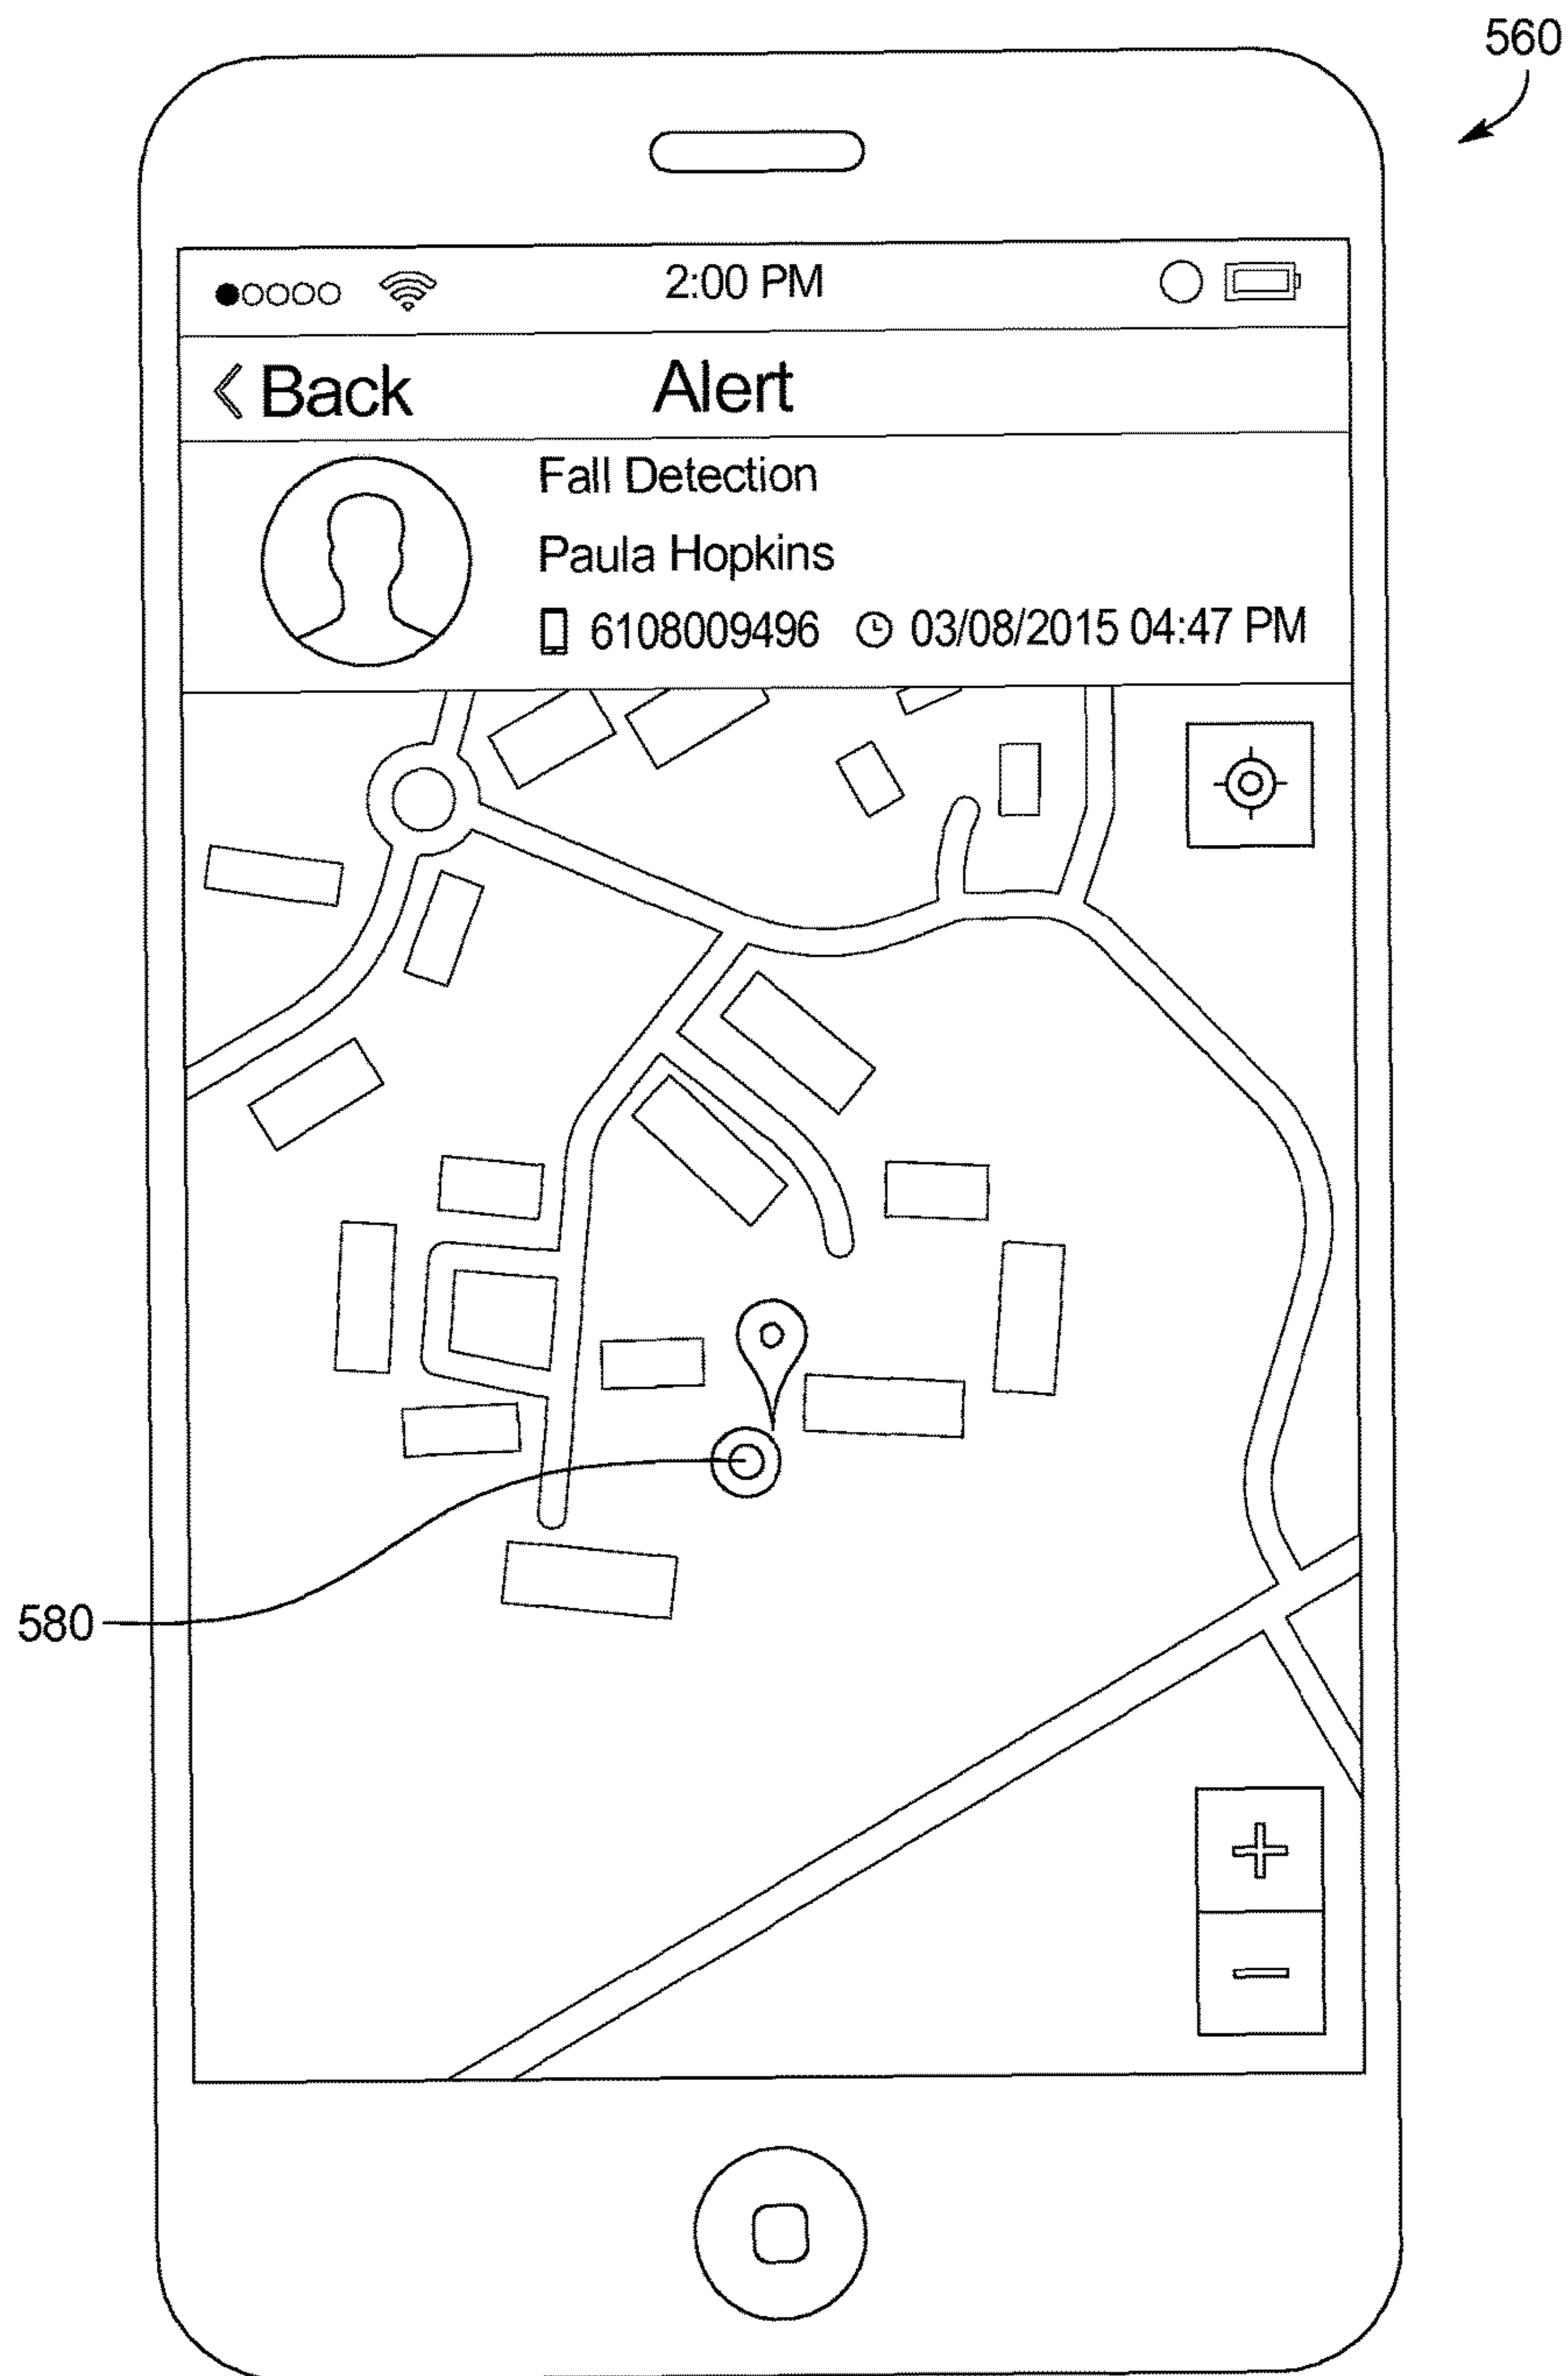 560
2:00 PM
Back Alert
Fall Detection
Paula Hopkins
6108009496 03/08/2015 04:47 PM
580